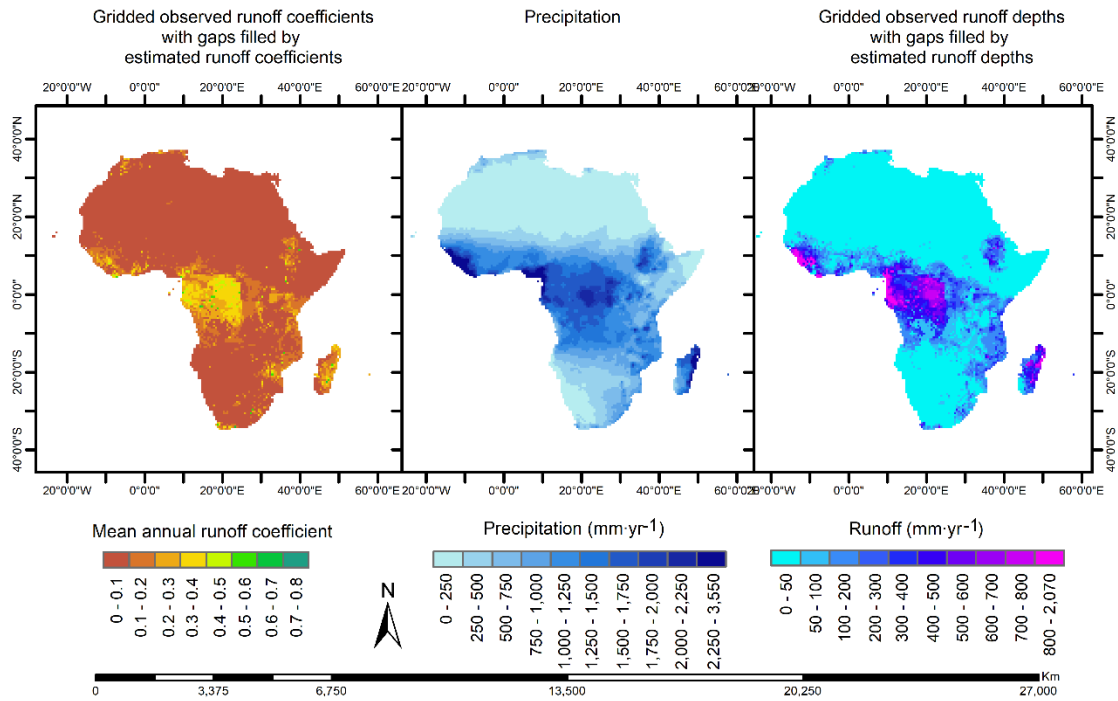 Gridded observed runoff coefficients
with gaps filled by
estimated runoff coefficients
Precipitation
Gridded observed runoff depths
with gaps filled by
estimated runoff depths
20°0'0"W 0°0'0" 20°0'0"E 40°0'0"E 60°0'0"E
20°0'0"W 0°0'0" 20°0'0"E 40°0'0"E
20°0'0"W 0°0'0" 20°0'0"E 40°0'0"E 60°0'0"E
40°0'0"N
20°0'0"N
0°0'0"
20°0'0"S
40°0'0"S
40°0'0"N
20°0'0"N
0°0'0"
20°0'0"S
40°0'0"S
20°0'0"W 0°0'0" 20°0'0"E 40°0'0"E 60°0'0"E
20°0'0"W 0°0'0" 20°0'0"E 40°0'0"E
20°0'0"W 0°0'0" 20°0'0"E 40°0'0"E 60°0'0"E
Mean annual runoff coefficient
0 - 0.1
0.1 - 0.2
0.2 - 0.3
0.3 - 0.4
0.4 - 0.5
0.5 - 0.6
0.6 - 0.7
0.7 - 0.8
N
Precipitation (mm·yr-1)
0 - 250
250 - 500
500 - 750
750 - 1,000
1,000 - 1,250
1,250 - 1,500
1,500 - 1,750
1,750 - 2,000
2,000 - 2,250
2,250 - 3,550
Runoff (mm·yr-1)
0 - 50
50 - 100
100 - 200
200 - 300
300 - 400
400 - 500
500 - 600
600 - 700
700 - 800
800 - 2,070
Km
0 3,375 6,750 13,500 20,250 27,000